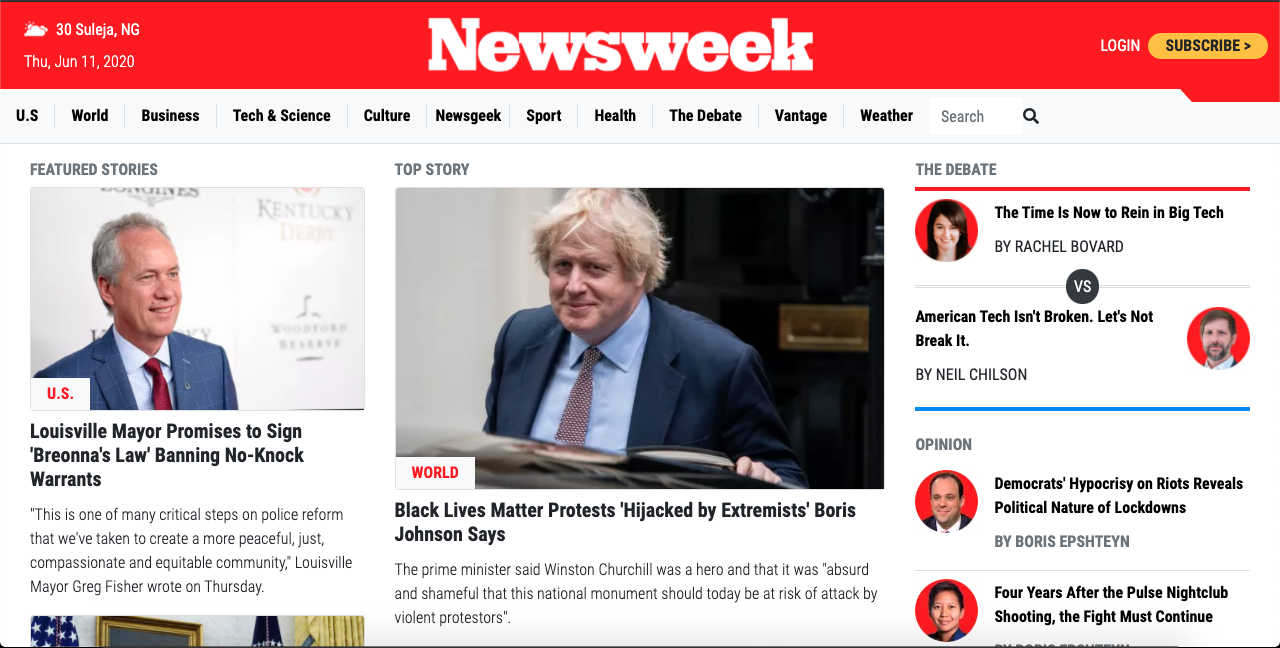 30 Suleja, NG
Thu, Jun 11, 2020
Newsweek
LOGIN
SUBSCRIBE >
U.S
World
Business
Tech & Science
Culture
Newsgeek
Sport
Health
The Debate
Vantage
Weather
Search
FEATURED STORIES
LONGINES
KENTUCKY
DERBY
WOODFORD
RESERVE
U.S.
Louisville Mayor Promises to Sign
'Breonna's Law' Banning No-Knock
Warrants
"This is one of many critical steps on police reform
that we've taken to create a more peaceful, just,
compassionate and equitable community," Louisville
Mayor Greg Fisher wrote on Thursday.
TOP STORY
WORLD
Black Lives Matter Protests 'Hijacked by Extremists' Boris
Johnson Says
The prime minister said Winston Churchill was a hero and that it was "absurd
and shameful that this national monument should today be at risk of attack by
violent protestors".
THE DEBATE
The Time Is Now to Rein in Big Tech
BY RACHEL BOVARD
VS
American Tech Isn't Broken. Let's Not
Break It.
BY NEIL CHILSON
OPINION
Democrats' Hypocrisy on Riots Reveals
Political Nature of Lockdowns
BY BORIS EPSHTEYN
Four Years After the Pulse Nightclub
Shooting, the Fight Must Continue
BY BORIS EPSHTEYN